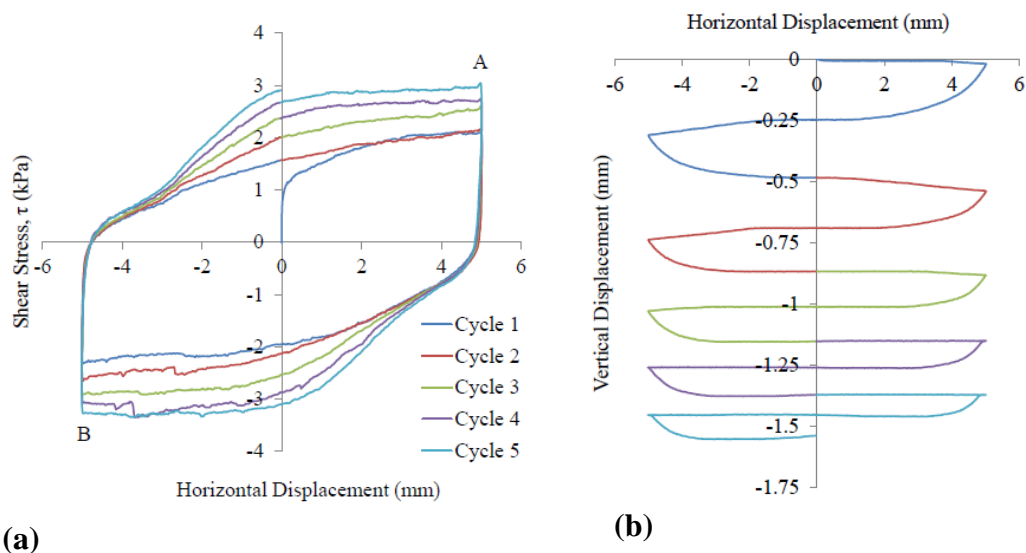 4
A
3
2
1
0
-6
-4
-2
0
2
4
6
-1
-2
-3
-4
B
Shear Stress, τ (kPa)
Horizontal Displacement (mm)
Cycle 1
Cycle 2
Cycle 3
Cycle 4
Cycle 5
(a)
Horizontal Displacement (mm)
0
-6
-4
-2
0
2
4
6
-0.25
-0.5
-0.75
-1
-1.25
-1.5
-1.75
Vertical Displacement (mm)
(b)